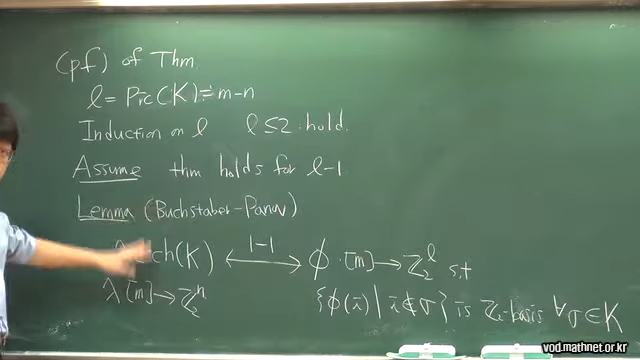 (pf) of Thm.
ℓ = Pic(K) = m-n
Induction on ℓ ℓ ≤ 2 hold.
Assume thm holds for ℓ-1
Lemma (Buchstaber-Panov)
ch(K) ⟷ 1-1 φ : [m] → ℤ₂^ℓ s.t
λ [m] → ℤ₂ⁿ {φ(i) | i ∉ σ} is ℤ₂-basis ∀σ ∈ K
vod.mathnet.or.kr